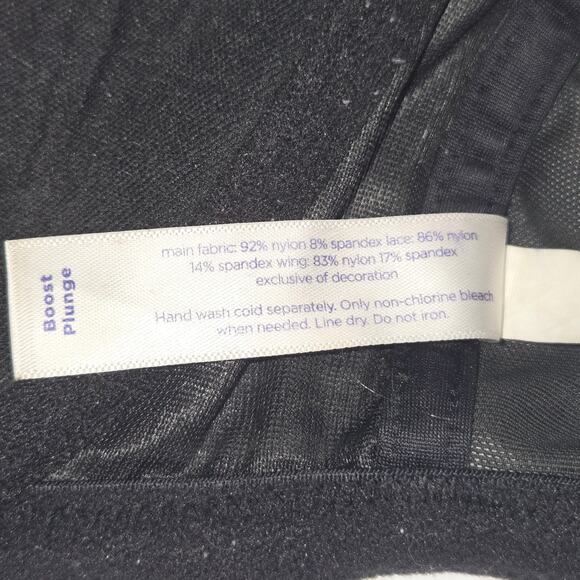 Boost
Plunge
main fabric: 92% nylon 8% spandex lace: 86% nylon
14% spandex wing: 83% nylon 17% spandex
exclusive of decoration
Hand wash cold separately. Only non-chlorine bleach
when needed. Line dry. Do not iron.